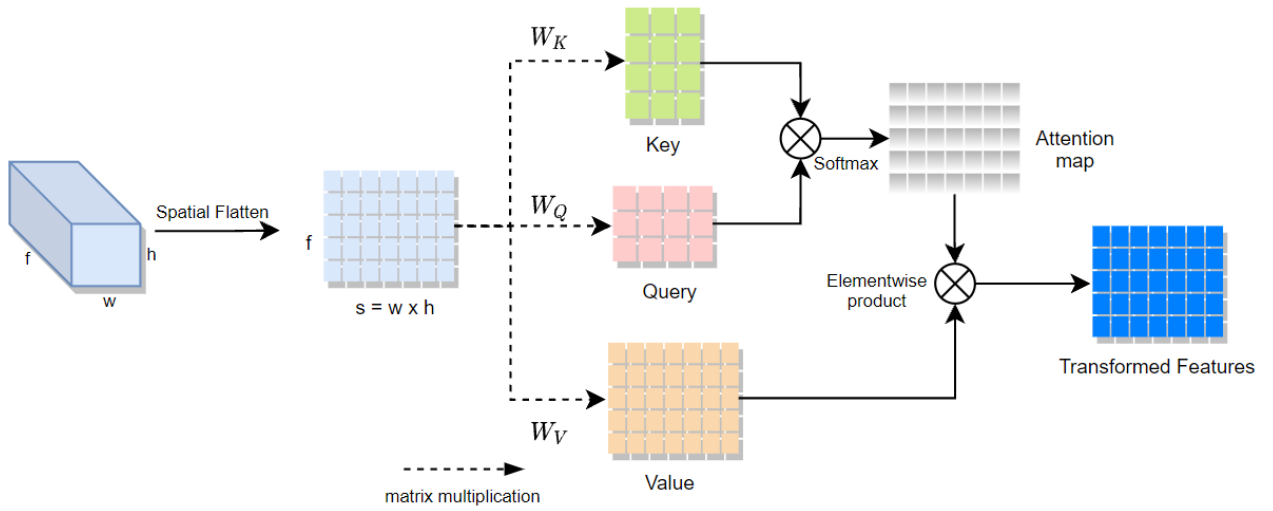 W_K
Key
Softmax
Attention
map
Spatial Flatten
f
h
w
f
s = w x h
W_Q
Query
Elementwise
product
Transformed Features
W_V
Value
matrix multiplication